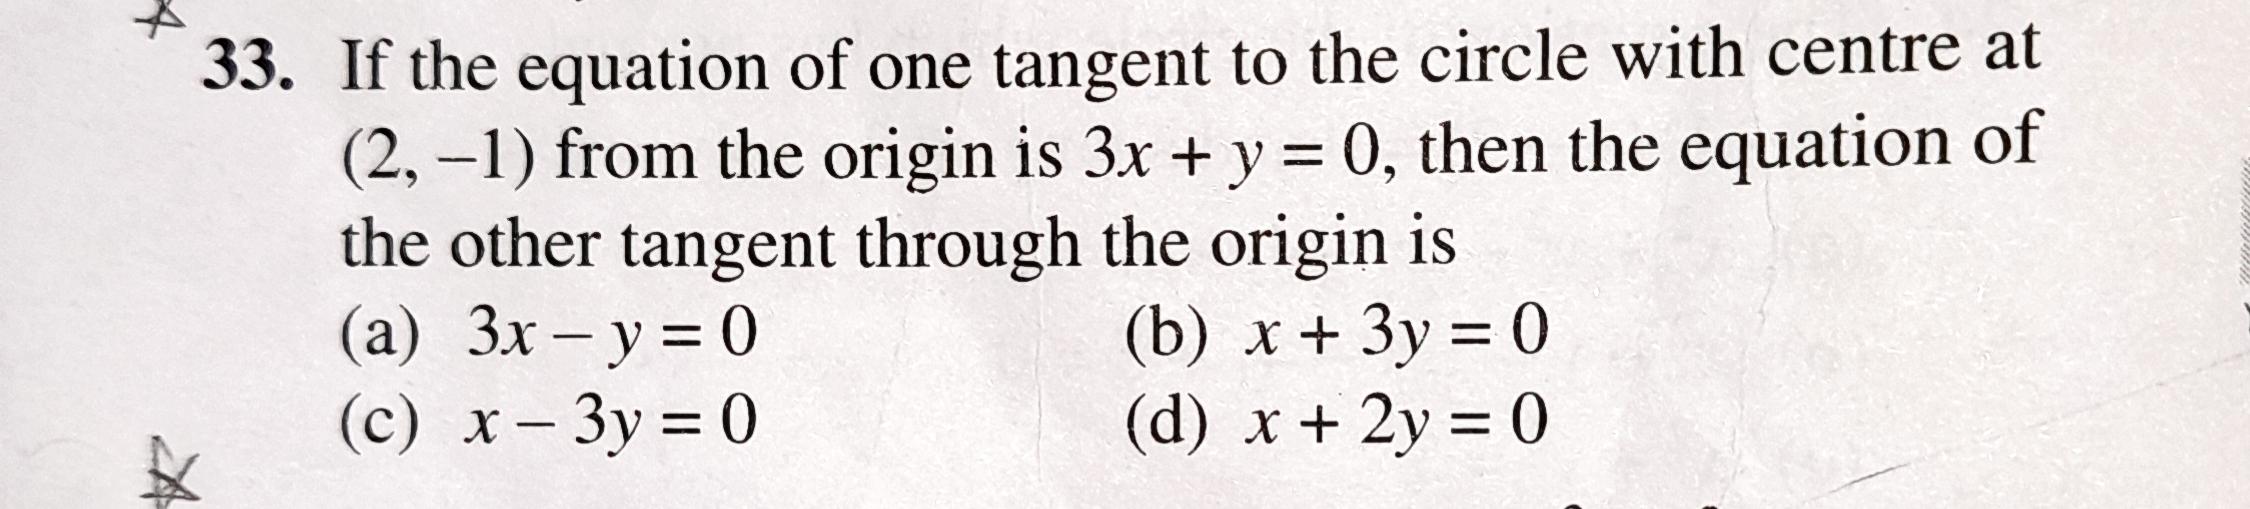 33. If the equation of one tangent to the circle with centre at
(2, –1) from the origin is 3x + y = 0, then the equation of
the other tangent through the origin is
(a) 3x – y = 0 (b) x + 3y = 0
(c) x – 3y = 0 (d) x + 2y = 0